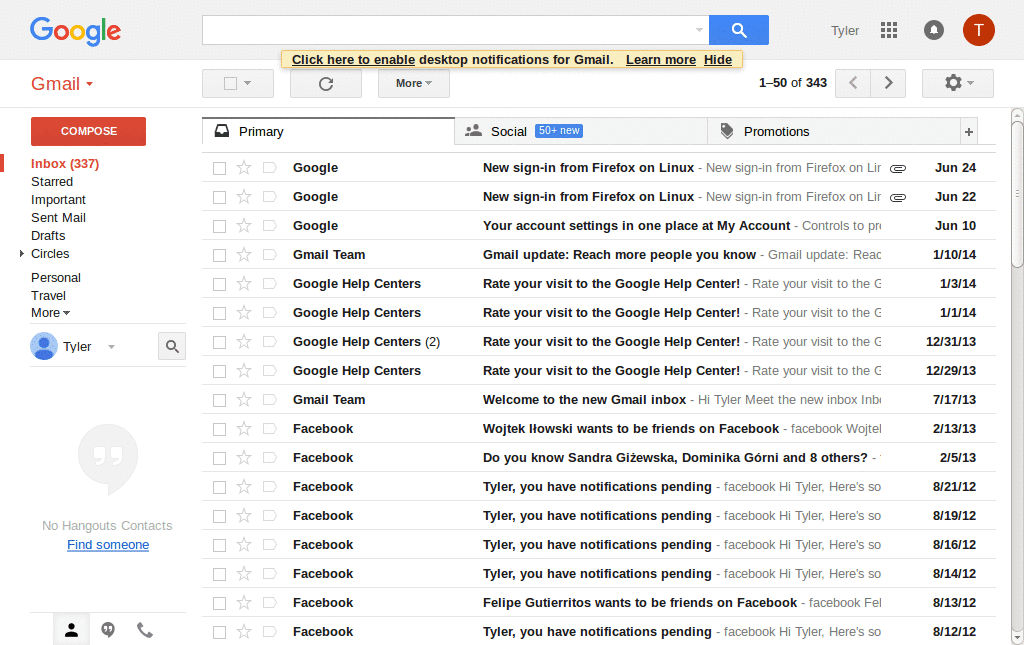 Google
Tyler
T
Click here to enable desktop notifications for Gmail. Learn more Hide
Gmail
More
1–50 of 343
COMPOSE
Inbox (337)
Starred
Important
Sent Mail
Drafts
Circles
Personal
Travel
More
Tyler
No Hangouts Contacts
Find someone
Primary
Social 50+ new
Promotions
+
Google New sign-in from Firefox on Linux - New sign-in from Firefox on Lin Jun 24
Google New sign-in from Firefox on Linux - New sign-in from Firefox on Lin Jun 22
Google Your account settings in one place at My Account - Controls to pr Jun 10
Gmail Team Gmail update: Reach more people you know - Gmail update: Reac 1/10/14
Google Help Centers Rate your visit to the Google Help Center! - Rate your visit to the G 1/3/14
Google Help Centers Rate your visit to the Google Help Center! - Rate your visit to the G 1/1/14
Google Help Centers (2) Rate your visit to the Google Help Center! - Rate your visit to the G 12/31/13
Google Help Centers Rate your visit to the Google Help Center! - Rate your visit to the G 12/29/13
Gmail Team Welcome to the new Gmail inbox - Hi Tyler Meet the new inbox Inb 7/17/13
Facebook Wojtek Iłowski wants to be friends on Facebook - facebook Wojtek 2/13/13
Facebook Do you know Sandra Giżewska, Dominika Górni and 8 others? - 2/5/13
Facebook Tyler, you have notifications pending - facebook Hi Tyler, Here's so 8/21/12
Facebook Tyler, you have notifications pending - facebook Hi Tyler, Here's so 8/19/12
Facebook Tyler, you have notifications pending - facebook Hi Tyler, Here's so 8/16/12
Facebook Tyler, you have notifications pending - facebook Hi Tyler, Here's so 8/14/12
Facebook Felipe Gutierritos wants to be friends on Facebook - facebook Fel 8/13/12
Facebook Tyler, you have notifications pending - facebook Hi Tyler, Here's so 8/12/12